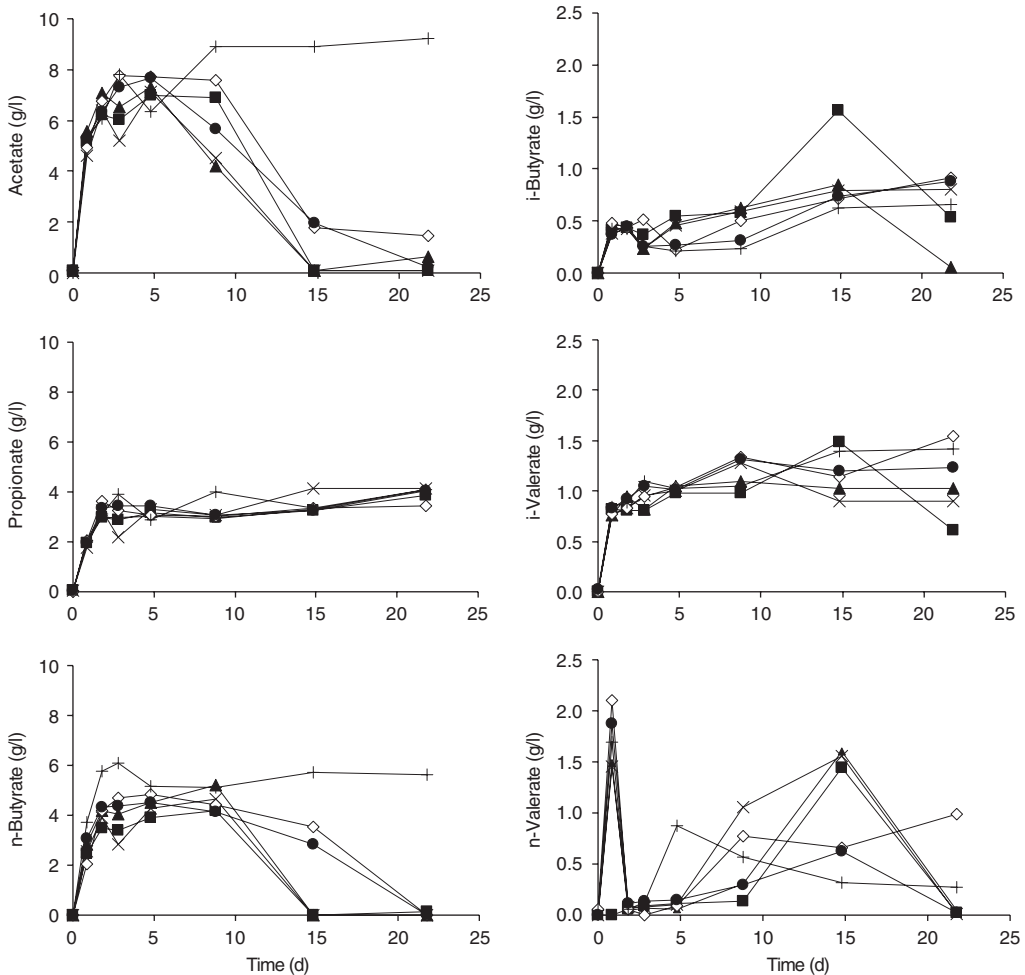 10
8
6
4
2
0
Acetate (g/l)
0 5 10 15 20 25
2.5
2.0
1.5
1.0
0.5
0.0
i-Butyrate (g/l)
0 5 10 15 20 25
10
8
6
4
2
0
Propionate (g/l)
0 5 10 15 20 25
2.5
2.0
1.5
1.0
0.5
0.0
i-Valerate (g/l)
0 5 10 15 20 25
10
8
6
4
2
0
n-Butyrate (g/l)
0 5 10 15 20 25
Time (d)
2.5
2.0
1.5
1.0
0.5
0.0
n-Valerate (g/l)
0 5 10 15 20 25
Time (d)